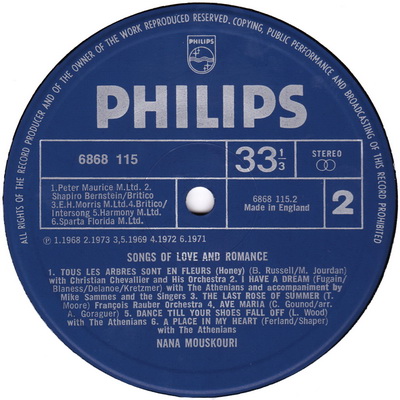 ALL RIGHTS OF THE RECORD PRODUCER AND OF THE OWNER OF THE WORK REPRODUCED RESERVED. COPYING, PUBLIC PERFORMANCE AND BROADCASTING OF THIS RECORD PROHIBITED
PHILIPS
PHILIPS
6868 115
33 1/3
STEREO
1.Peter Maurice M.Ltd. 2.
Shapiro Bernstein/Britico
3.E.H.Morris M.Ltd. 4.Britico/
Intersong 5.Harmony M.Ltd.
6.Sparta Florida M.Ltd.
6868 115.2
Made in England
2
℗ 1.1968 2.1973 3,5.1969 4.1972 6.1971
SONGS OF LOVE AND ROMANCE
1. TOUS LES ARBRES SONT EN FLEURS (Honey) (B. Russell/M. Jourdan)
with Christian Chevallier and His Orchestra 2. I HAVE A DREAM (Fugain/
Blaness/Delanoe/Kretzmer) with The Athenians and accompaniment by
Mike Sammes and the Singers 3. THE LAST ROSE OF SUMMER (T.
Moore) François Rauber Orchestra 4, AVE MARIA (C. Gounod/arr.
A. Goraguer) 5. DANCE TILL YOUR SHOES FALL OFF (L. Wood)
with The Athenians 6. A PLACE IN MY HEART (Ferland/Shaper)
with The Athenians
NANA MOUSKOURI